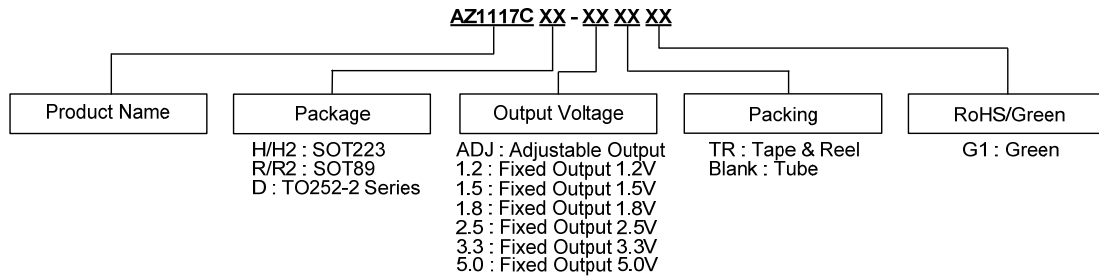 AZ1117C XX - XX XX XX
Product Name
Package
Output Voltage
Packing
RoHS/Green
H/H2 : SOT223
R/R2 : SOT89
D : TO252-2 Series
ADJ : Adjustable Output
1.2 : Fixed Output 1.2V
1.5 : Fixed Output 1.5V
1.8 : Fixed Output 1.8V
2.5 : Fixed Output 2.5V
3.3 : Fixed Output 3.3V
5.0 : Fixed Output 5.0V
TR : Tape & Reel
Blank : Tube
G1 : Green